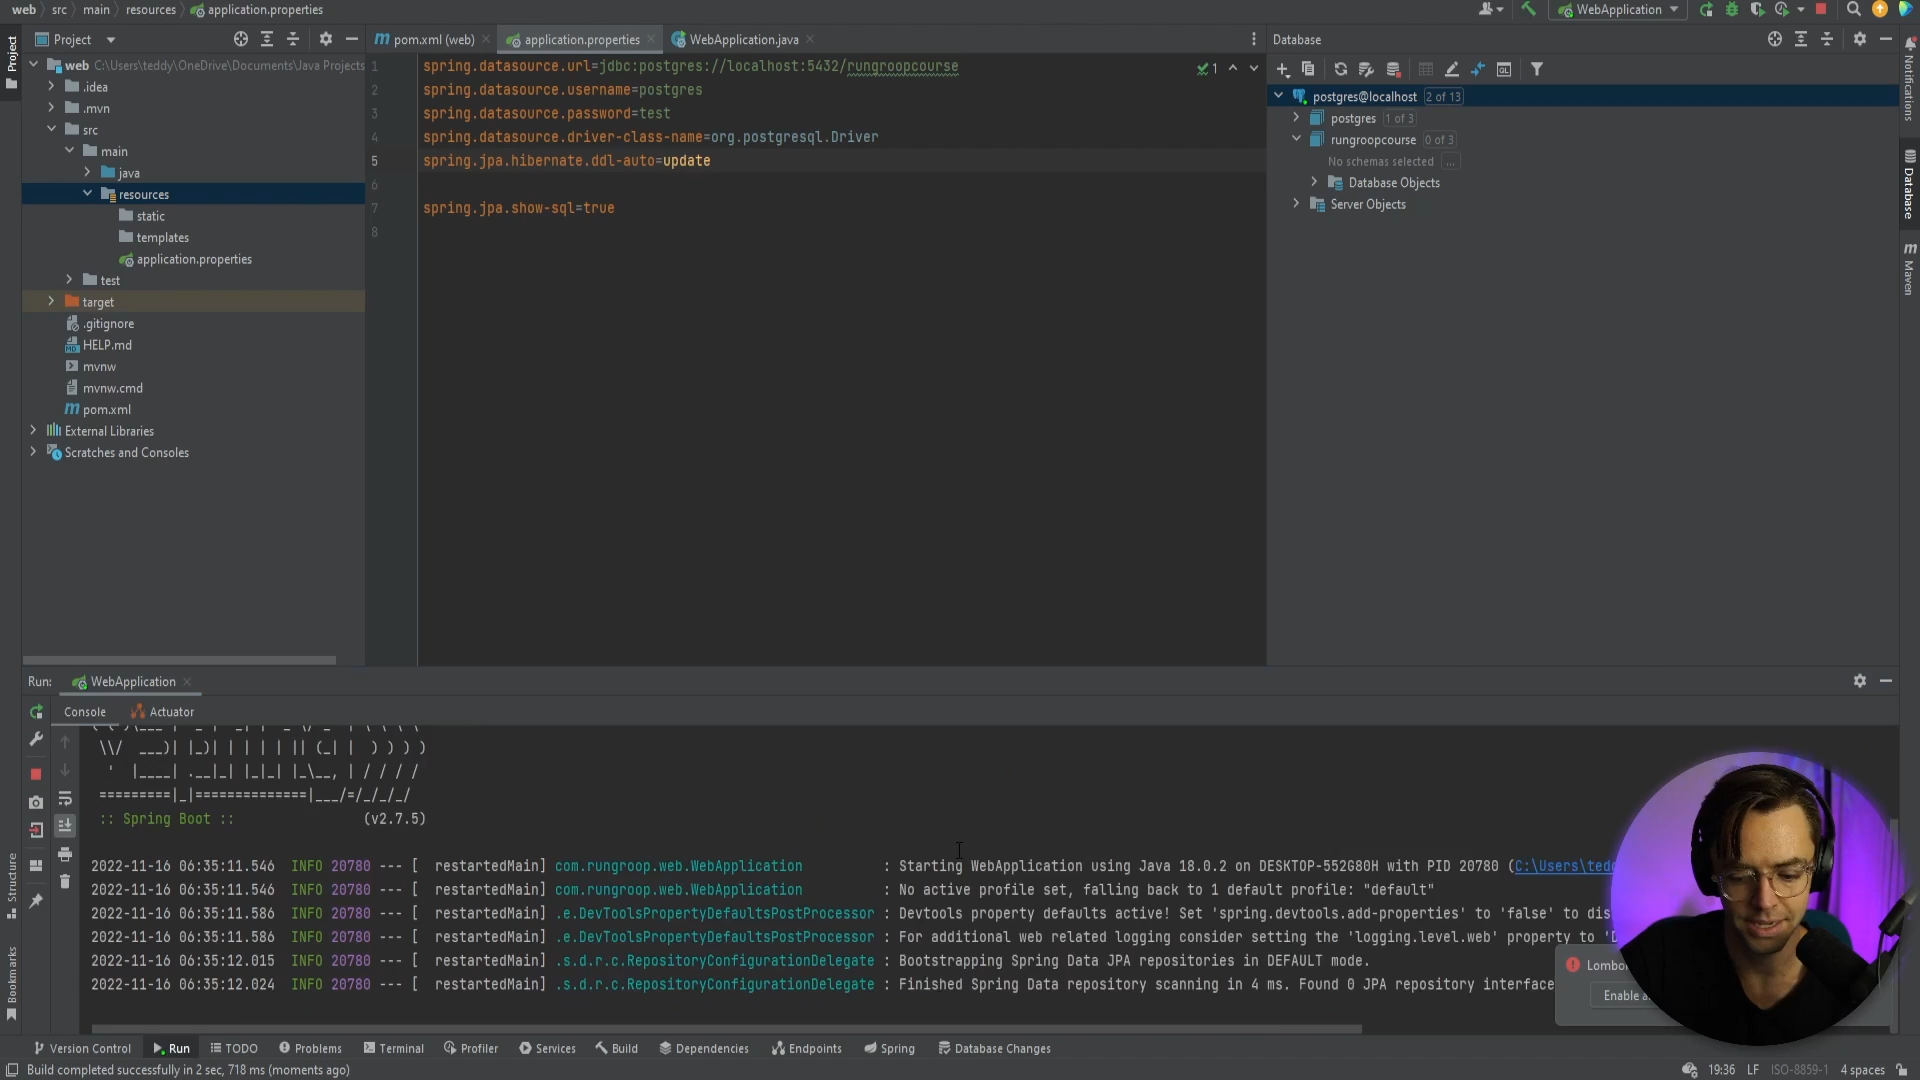 web src main resources application.properties
WebApplication
Project
pom.xml (web)
application.properties
WebApplication.java
Database
Project
Notifications
Database
Maven
Structure
Bookmarks
web C:\Users\teddy\OneDrive\Documents\Java Projects
.idea
.mvn
src
main
java
resources
static
templates
application.properties
test
target
.gitignore
HELP.md
mvnw
mvnw.cmd
pom.xml
External Libraries
Scratches and Consoles
1 spring.datasource.url=jdbc:postgres://localhost:5432/rungroopcourse
2 spring.datasource.username=postgres
3 spring.datasource.password=test
4 spring.datasource.driver-class-name=org.postgresql.Driver
5 spring.jpa.hibernate.ddl-auto=update
6
7 spring.jpa.show-sql=true
8
1
postgres@localhost 2 of 13
postgres 1 of 3
rungroopcourse 0 of 3
No schemas selected ...
Database Objects
Server Objects
Run: WebApplication
Console Actuator
:: Spring Boot :: (v2.7.5)
2022-11-16 06:35:11.546 INFO 20780 --- [ restartedMain] com.rungroop.web.WebApplication : Starting WebApplication using Java 18.0.2 on DESKTOP-552G80H with PID 20780 (C:\Users\ted
2022-11-16 06:35:11.546 INFO 20780 --- [ restartedMain] com.rungroop.web.WebApplication : No active profile set, falling back to 1 default profile: "default"
2022-11-16 06:35:11.586 INFO 20780 --- [ restartedMain] .e.DevToolsPropertyDefaultsPostProcessor : Devtools property defaults active! Set 'spring.devtools.add-properties' to 'false' to dis
2022-11-16 06:35:11.586 INFO 20780 --- [ restartedMain] .e.DevToolsPropertyDefaultsPostProcessor : For additional web related logging consider setting the 'logging.level.web' property to
2022-11-16 06:35:12.015 INFO 20780 --- [ restartedMain] .s.d.r.c.RepositoryConfigurationDelegate : Bootstrapping Spring Data JPA repositories in DEFAULT mode.
2022-11-16 06:35:12.024 INFO 20780 --- [ restartedMain] .s.d.r.c.RepositoryConfigurationDelegate : Finished Spring Data repository scanning in 4 ms. Found 0 JPA repository interface
Lombo
Enable
Version Control Run TODO Problems Terminal Profiler Services Build Dependencies Endpoints Spring Database Changes
Build completed successfully in 2 sec, 718 ms (moments ago)
19:36 LF ISO-8859-1 4 spaces